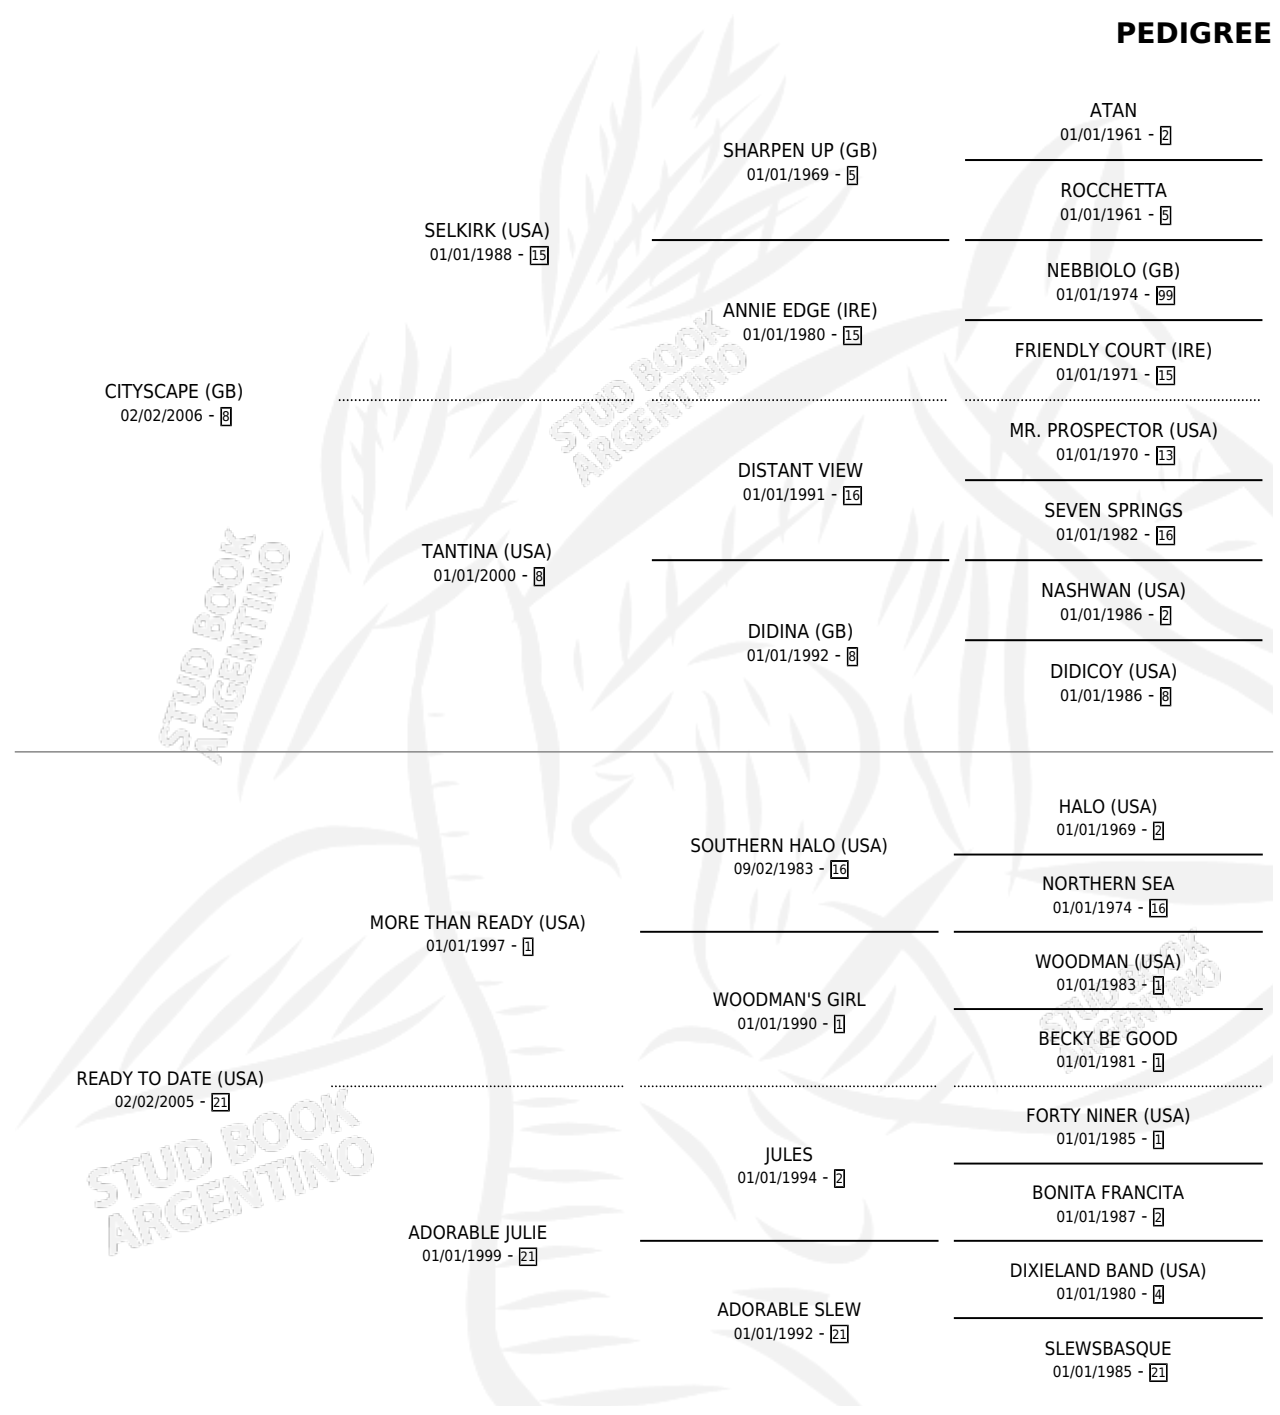 PEDIGREE
ATAN
01/01/1961 - 2
SHARPEN UP (GB)
01/01/1969 - 5
ROCCHETTA
01/01/1961 - 5
SELKIRK (USA)
01/01/1988 - 15
NEBBIOLO (GB)
01/01/1974 - 99
ANNIE EDGE (IRE)
01/01/1980 - 15
FRIENDLY COURT (IRE)
01/01/1971 - 15
CITYSCAPE (GB)
02/02/2006 - 8
STUD BOOK
ARGENTINO
MR. PROSPECTOR (USA)
01/01/1970 - 13
DISTANT VIEW
01/01/1991 - 16
SEVEN SPRINGS
01/01/1982 - 16
TANTINA (USA)
01/01/2000 - 8
NASHWAN (USA)
01/01/1986 - 2
DIDINA (GB)
01/01/1992 - 8
DIDICOY (USA)
01/01/1986 - 8
STUD BOOK
ARGENTINO
HALO (USA)
01/01/1969 - 2
SOUTHERN HALO (USA)
09/02/1983 - 16
NORTHERN SEA
01/01/1974 - 16
MORE THAN READY (USA)
01/01/1997 - 1
WOODMAN (USA)
01/01/1983 - 1
WOODMAN'S GIRL
01/01/1990 - 1
STUD BOOK
ARGENTINO
BECKY BE GOOD
01/01/1981 - 1
READY TO DATE (USA)
02/02/2005 - 21
FORTY NINER (USA)
01/01/1985 - 1
JULES
01/01/1994 - 2
STUD BOOK
ARGENTINO
BONITA FRANCITA
01/01/1987 - 2
ADORABLE JULIE
01/01/1999 - 21
DIXIELAND BAND (USA)
01/01/1980 - 4
ADORABLE SLEW
01/01/1992 - 21
SLEWSBASQUE
01/01/1985 - 21